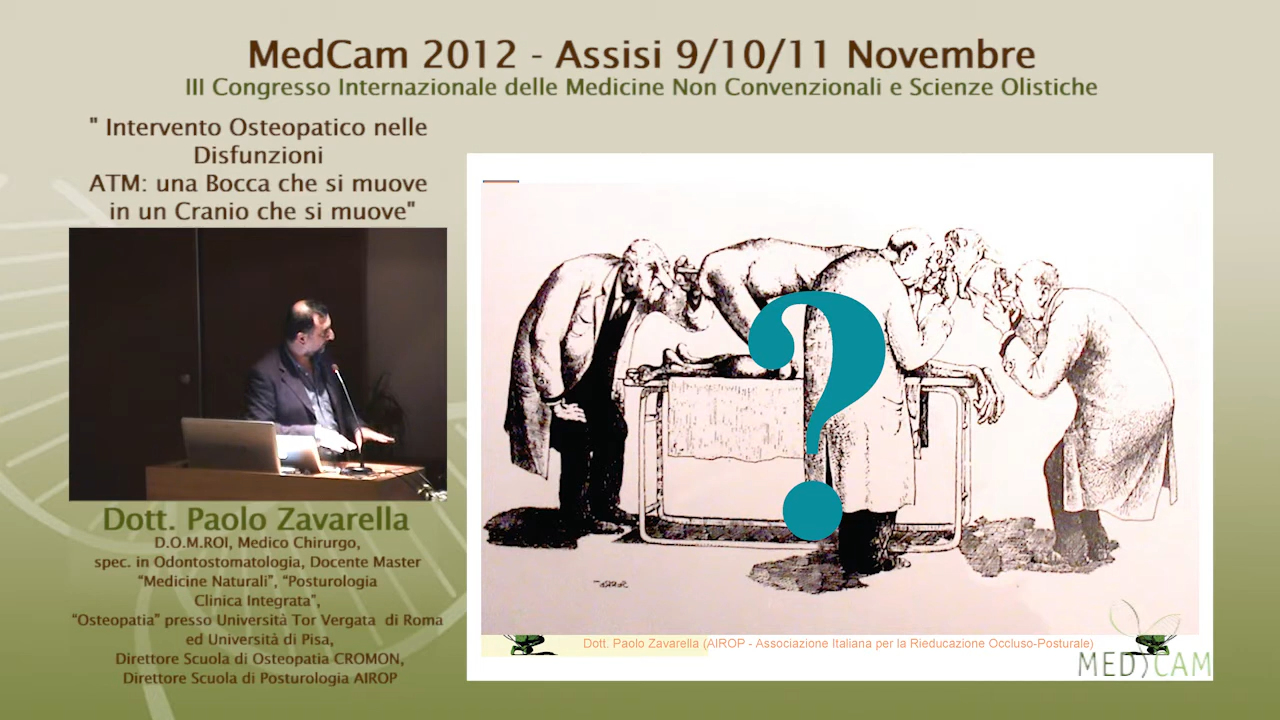 MedCam 2012 - Assisi 9/10/11 Novembre
III Congresso Internazionale delle Medicine Non Convenzionali e Scienze Olistiche
" Intervento Osteopatico nelle
Disfunzioni
ATM: una Bocca che si muove
in un Cranio che si muove"
Dott. Paolo Zavarella
D.O.M.ROI, Medico Chirurgo,
spec. in Odontostomatologia, Docente Master
“Medicine Naturali”, “Posturologia
Clinica Integrata”,
“Osteopatia” presso Università Tor Vergata di Roma
ed Università di Pisa,
Direttore Scuola di Osteopatia CROMON,
Direttore Scuola di Posturologia AIROP
?
Dott. Paolo Zavarella (AIROP - Associazione Italiana per la Rieducazione Occluso-Posturale)
MEDCAM